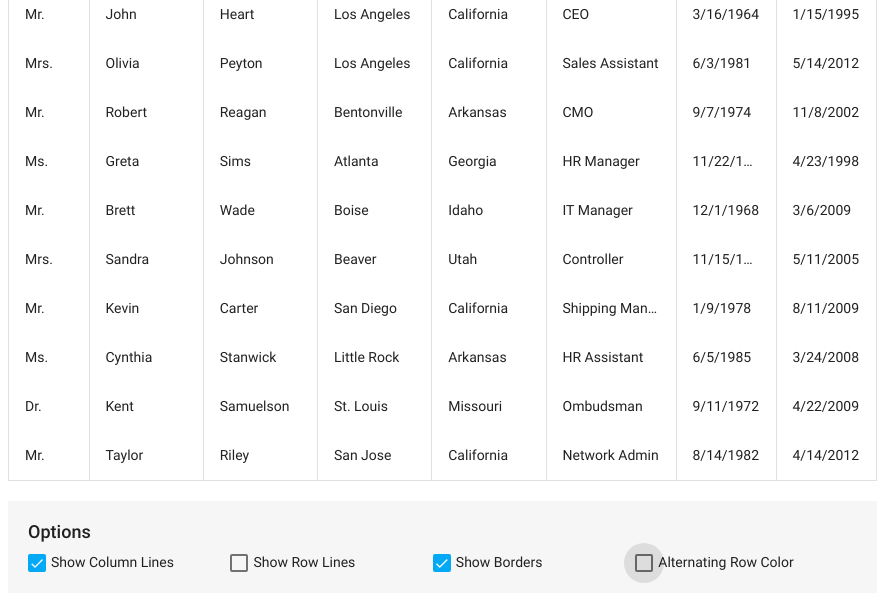 Mr. John Heart Los Angeles California CEO 3/16/1964 1/15/1995
Mrs. Olivia Peyton Los Angeles California Sales Assistant 6/3/1981 5/14/2012
Mr. Robert Reagan Bentonville Arkansas CMO 9/7/1974 11/8/2002
Ms. Greta Sims Atlanta Georgia HR Manager 11/22/1... 4/23/1998
Mr. Brett Wade Boise Idaho IT Manager 12/1/1968 3/6/2009
Mrs. Sandra Johnson Beaver Utah Controller 11/15/1... 5/11/2005
Mr. Kevin Carter San Diego California Shipping Man... 1/9/1978 8/11/2009
Ms. Cynthia Stanwick Little Rock Arkansas HR Assistant 6/5/1985 3/24/2008
Dr. Kent Samuelson St. Louis Missouri Ombudsman 9/11/1972 4/22/2009
Mr. Taylor Riley San Jose California Network Admin 8/14/1982 4/14/2012
Options
Show Column Lines Show Row Lines Show Borders Alternating Row Color